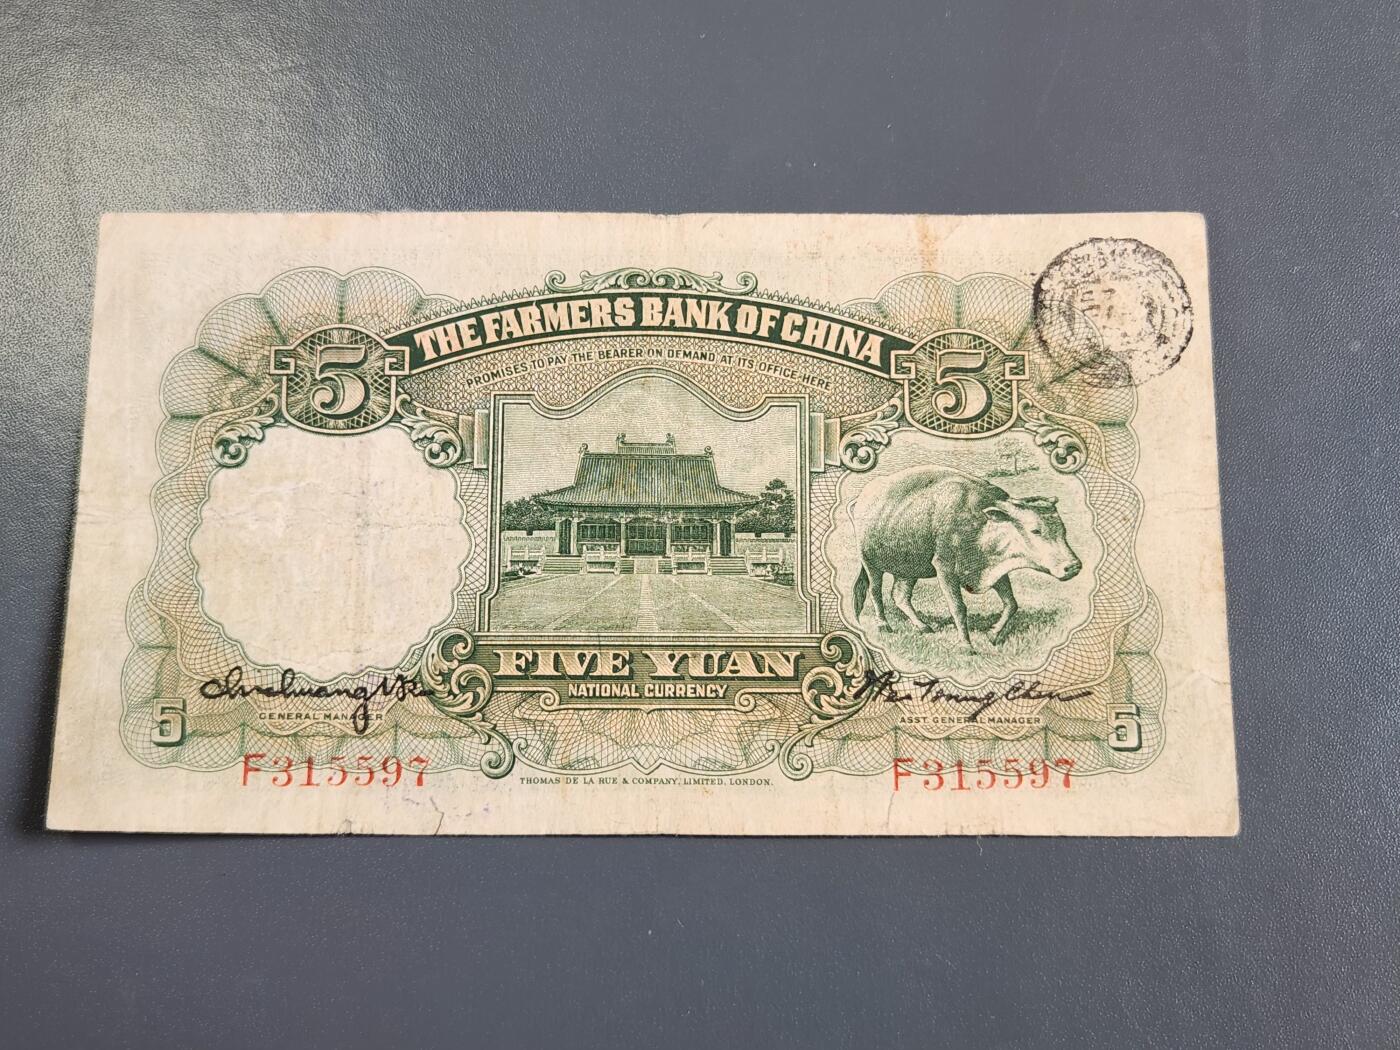 THE FARMERS BANK OF CHINA
PROMISES TO PAY THE BEARER ON DEMAND AT ITS OFFICE HERE
5 5
FIVE YUAN
NATIONAL CURRENCY
GENERAL MANAGER ASST. GENERAL MANAGER
5 5
F315597 F315597
THOMAS DE LA RUE & COMPANY, LIMITED, LONDON.